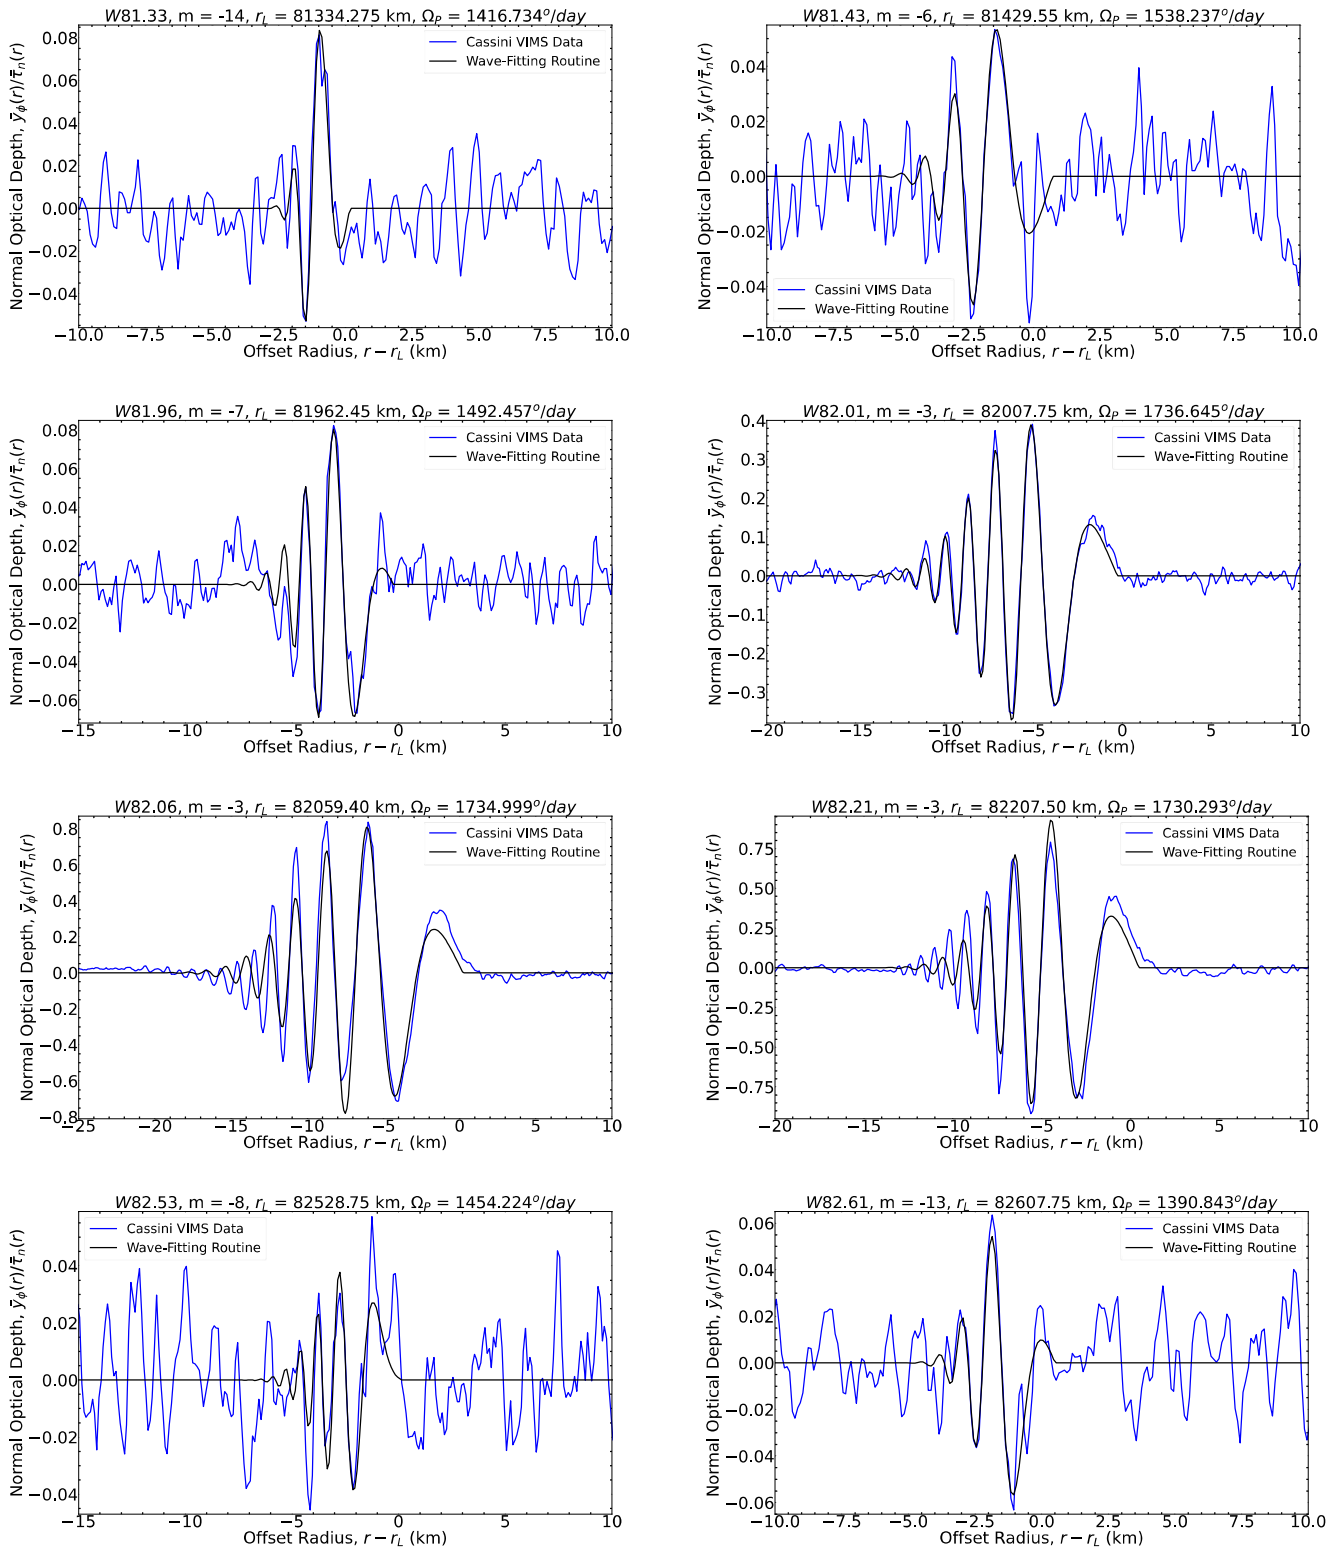 W81.33, m = -14, r_L = 81334.275 km, Ω_P = 1416.734°/day
Normal Optical Depth, ȳ_ϕ(r)/τ̄_n(r)
0.08
0.06
0.04
0.02
0.00
−0.02
−0.04
Cassini VIMS Data
Wave-Fitting Routine
−10.0 −7.5 −5.0 −2.5 0.0 2.5 5.0 7.5 10.0
Offset Radius, r − r_L (km)
W81.43, m = -6, r_L = 81429.55 km, Ω_P = 1538.237°/day
Normal Optical Depth, ȳ_ϕ(r)/τ̄_n(r)
0.04
0.02
0.00
−0.02
−0.04
Cassini VIMS Data
Wave-Fitting Routine
−10.0 −7.5 −5.0 −2.5 0.0 2.5 5.0 7.5 10.0
Offset Radius, r − r_L (km)
W81.96, m = -7, r_L = 81962.45 km, Ω_P = 1492.457°/day
Normal Optical Depth, ȳ_ϕ(r)/τ̄_n(r)
0.08
0.06
0.04
0.02
0.00
−0.02
−0.04
−0.06
Cassini VIMS Data
Wave-Fitting Routine
−15 −10 −5 0 5 10
Offset Radius, r − r_L (km)
W82.01, m = -3, r_L = 82007.75 km, Ω_P = 1736.645°/day
Normal Optical Depth, ȳ_ϕ(r)/τ̄_n(r)
0.4
0.3
0.2
0.1
0.0
−0.1
−0.2
−0.3
Cassini VIMS Data
Wave-Fitting Routine
−20 −15 −10 −5 0 5 10
Offset Radius, r − r_L (km)
W82.06, m = -3, r_L = 82059.40 km, Ω_P = 1734.999°/day
Normal Optical Depth, ȳ_ϕ(r)/τ̄_n(r)
0.8
0.6
0.4
0.2
0.0
−0.2
−0.4
−0.6
−0.8
Cassini VIMS Data
Wave-Fitting Routine
−25 −20 −15 −10 −5 0 5 10
Offset Radius, r − r_L (km)
W82.21, m = -3, r_L = 82207.50 km, Ω_P = 1730.293°/day
Normal Optical Depth, ȳ_ϕ(r)/τ̄_n(r)
0.75
0.50
0.25
0.00
−0.25
−0.50
−0.75
Cassini VIMS Data
Wave-Fitting Routine
−20 −15 −10 −5 0 5 10
Offset Radius, r − r_L (km)
W82.53, m = -8, r_L = 82528.75 km, Ω_P = 1454.224°/day
Normal Optical Depth, ȳ_ϕ(r)/τ̄_n(r)
0.04
0.02
0.00
−0.02
−0.04
Cassini VIMS Data
Wave-Fitting Routine
−15 −10 −5 0 5 10
Offset Radius, r − r_L (km)
W82.61, m = -13, r_L = 82607.75 km, Ω_P = 1390.843°/day
Normal Optical Depth, ȳ_ϕ(r)/τ̄_n(r)
0.06
0.04
0.02
0.00
−0.02
−0.04
−0.06
Cassini VIMS Data
Wave-Fitting Routine
−10.0 −7.5 −5.0 −2.5 0.0 2.5 5.0 7.5 10.0
Offset Radius, r − r_L (km)